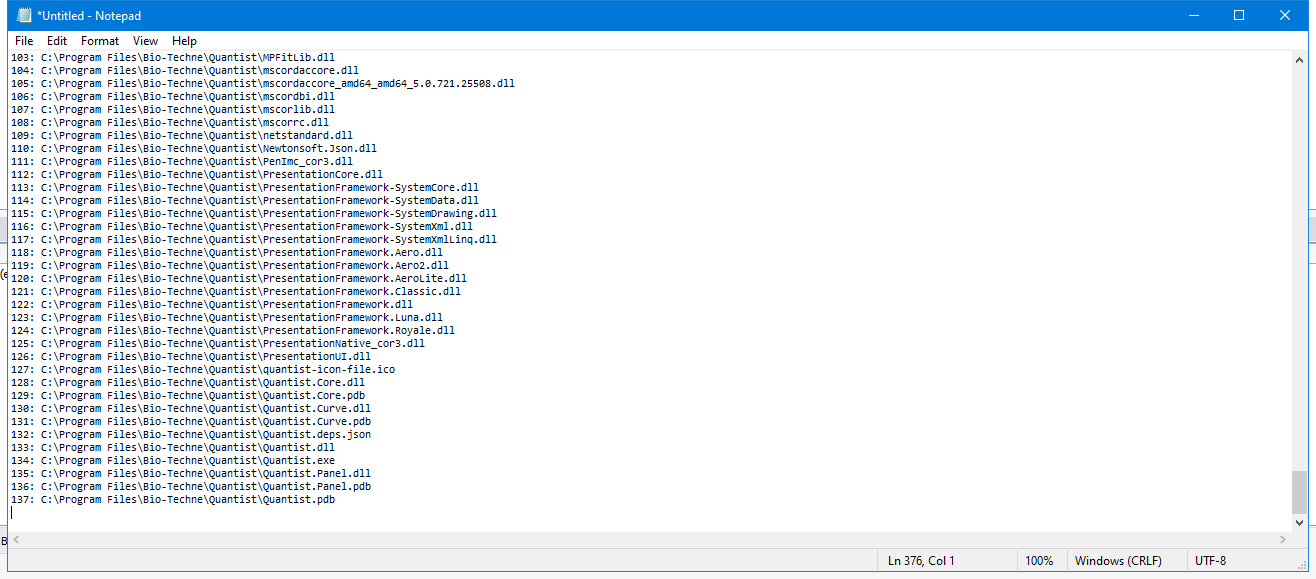 *Untitled - Notepad
File Edit Format View Help
103: C:\Program Files\Bio-Techne\Quantist\MPFitLib.dll
104: C:\Program Files\Bio-Techne\Quantist\mscordaccore.dll
105: C:\Program Files\Bio-Techne\Quantist\mscordaccore_amd64_amd64_5.0.721.25508.dll
106: C:\Program Files\Bio-Techne\Quantist\mscordbi.dll
107: C:\Program Files\Bio-Techne\Quantist\mscorlib.dll
108: C:\Program Files\Bio-Techne\Quantist\mscorrc.dll
109: C:\Program Files\Bio-Techne\Quantist\netstandard.dll
110: C:\Program Files\Bio-Techne\Quantist\Newtonsoft.Json.dll
111: C:\Program Files\Bio-Techne\Quantist\PenImc_cor3.dll
112: C:\Program Files\Bio-Techne\Quantist\PresentationCore.dll
113: C:\Program Files\Bio-Techne\Quantist\PresentationFramework-SystemCore.dll
114: C:\Program Files\Bio-Techne\Quantist\PresentationFramework-SystemData.dll
115: C:\Program Files\Bio-Techne\Quantist\PresentationFramework-SystemDrawing.dll
116: C:\Program Files\Bio-Techne\Quantist\PresentationFramework-SystemXml.dll
117: C:\Program Files\Bio-Techne\Quantist\PresentationFramework-SystemXmlLinq.dll
118: C:\Program Files\Bio-Techne\Quantist\PresentationFramework.Aero.dll
119: C:\Program Files\Bio-Techne\Quantist\PresentationFramework.Aero2.dll
120: C:\Program Files\Bio-Techne\Quantist\PresentationFramework.AeroLite.dll
121: C:\Program Files\Bio-Techne\Quantist\PresentationFramework.Classic.dll
122: C:\Program Files\Bio-Techne\Quantist\PresentationFramework.dll
123: C:\Program Files\Bio-Techne\Quantist\PresentationFramework.Luna.dll
124: C:\Program Files\Bio-Techne\Quantist\PresentationFramework.Royale.dll
125: C:\Program Files\Bio-Techne\Quantist\PresentationNative_cor3.dll
126: C:\Program Files\Bio-Techne\Quantist\PresentationUI.dll
127: C:\Program Files\Bio-Techne\Quantist\quantist-icon-file.ico
128: C:\Program Files\Bio-Techne\Quantist\Quantist.Core.dll
129: C:\Program Files\Bio-Techne\Quantist\Quantist.Core.pdb
130: C:\Program Files\Bio-Techne\Quantist\Quantist.Curve.dll
131: C:\Program Files\Bio-Techne\Quantist\Quantist.Curve.pdb
132: C:\Program Files\Bio-Techne\Quantist\Quantist.deps.json
133: C:\Program Files\Bio-Techne\Quantist\Quantist.dll
134: C:\Program Files\Bio-Techne\Quantist\Quantist.exe
135: C:\Program Files\Bio-Techne\Quantist\Quantist.Panel.dll
136: C:\Program Files\Bio-Techne\Quantist\Quantist.Panel.pdb
137: C:\Program Files\Bio-Techne\Quantist\Quantist.pdb
Ln 376, Col 1 100% Windows (CRLF) UTF-8